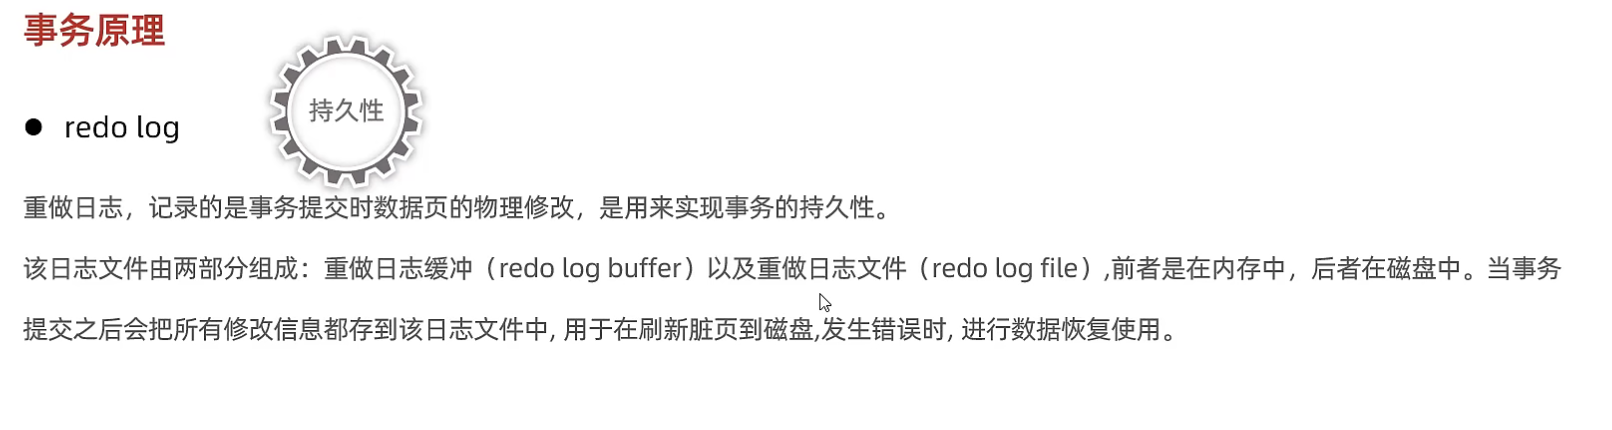 事务原理
持久性
● redo log
重做日志，记录的是事务提交时数据页的物理修改，是用来实现事务的持久性。
该日志文件由两部分组成：重做日志缓冲（redo log buffer）以及重做日志文件（redo log file）,前者是在内存中，后者在磁盘中。当事务
提交之后会把所有修改信息都存到该日志文件中, 用于在刷新脏页到磁盘,发生错误时, 进行数据恢复使用。